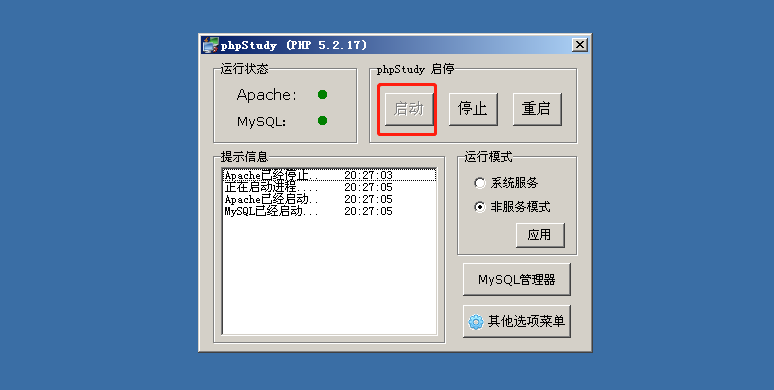 phpStudy (PHP 5.2.17)
运行状态
Apache:
MySQL:
phpStudy 启停
启动 停止 重启
提示信息
Apache已经停止.. 20:27:03
正在启动进程.... 20:27:05
Apache已经启动.. 20:27:05
MySQL已经启动... 20:27:05
运行模式
系统服务
非服务模式
应用
MySQL管理器
其他选项菜单